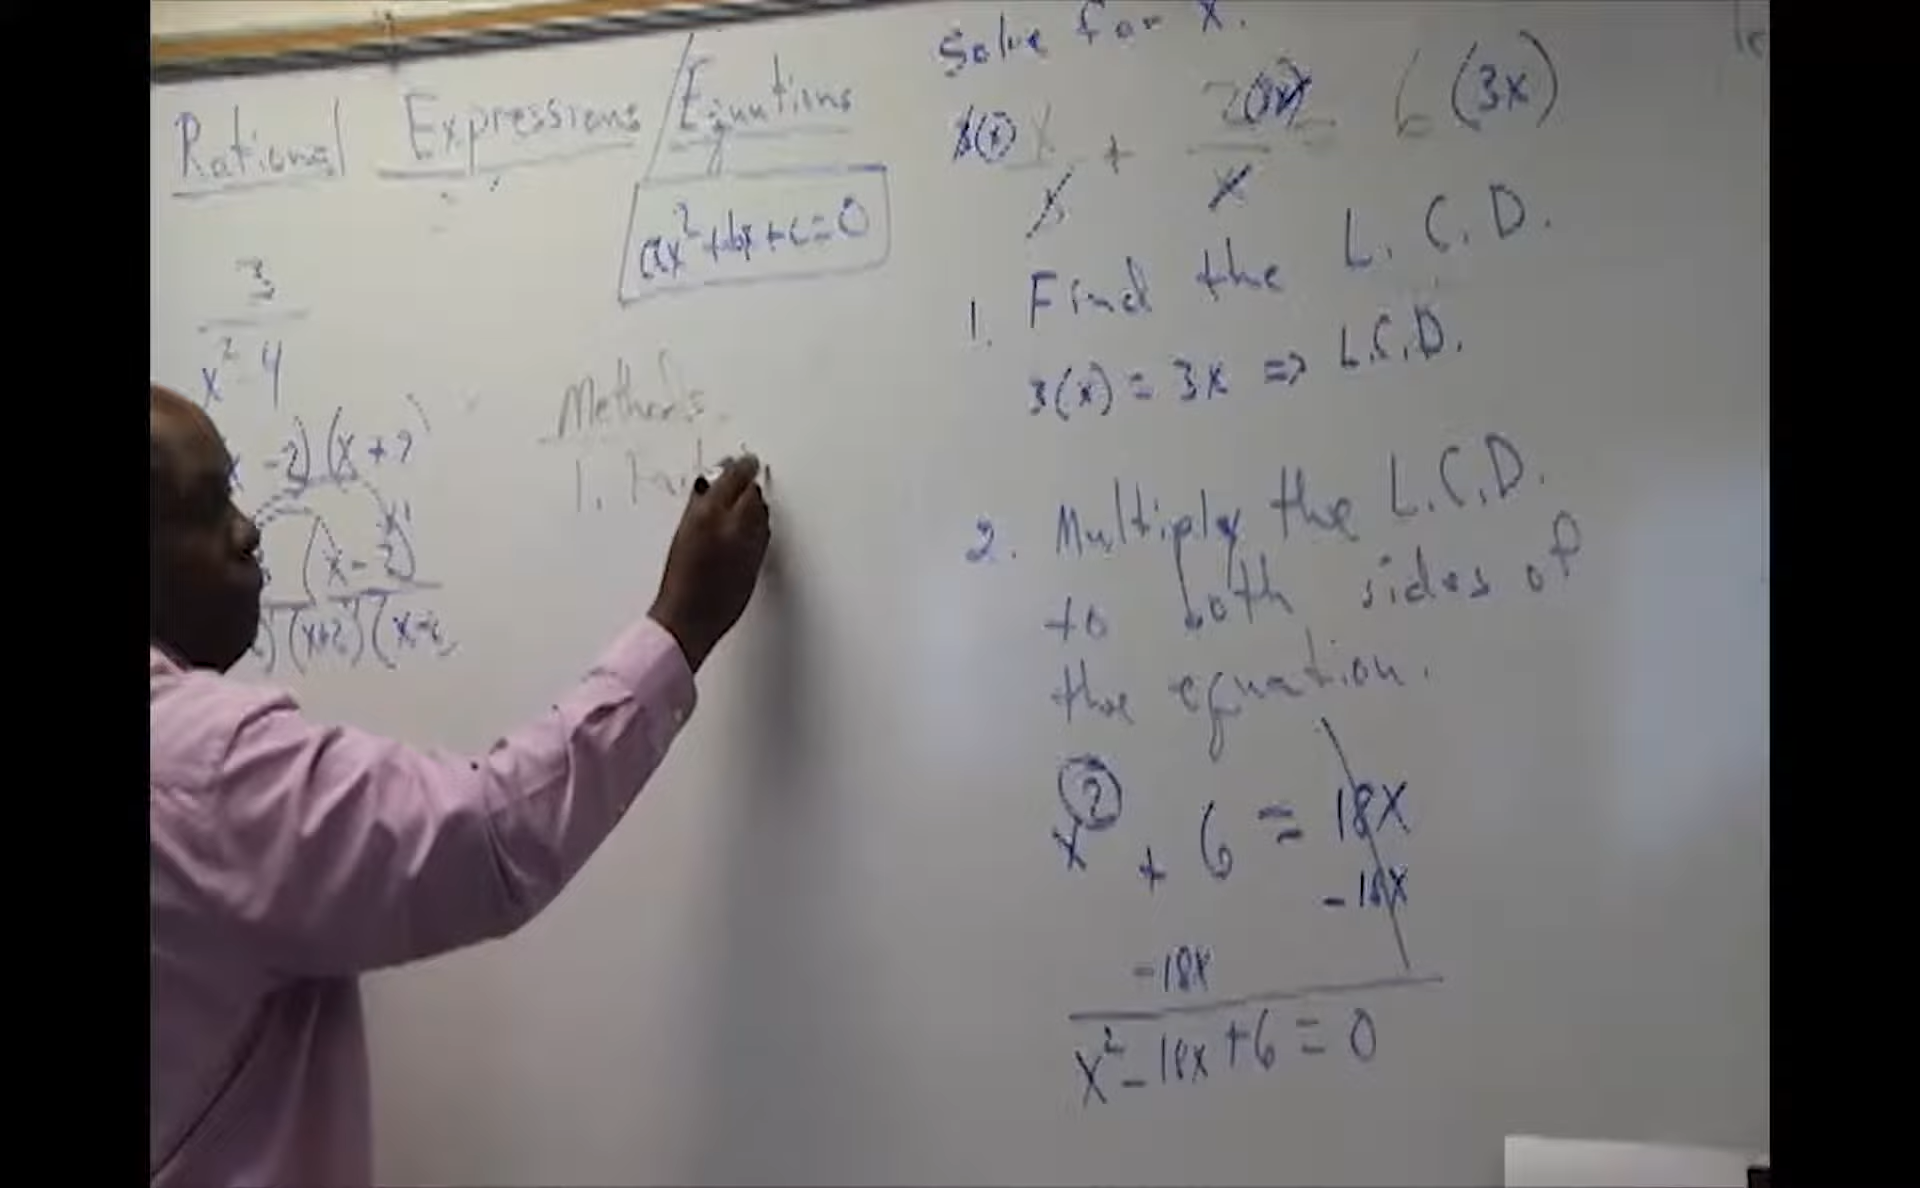 Rational Expressions / Equations
ax² + bx + c = 0
3
x² - 4
-2) (x + 2
(x - 2)
(x+2) (x-2
Methods
1.
Solve for X.
X + = 6 (3x)
3 x
1. Find the L.C.D.
3(x) = 3x => L.C.D.
2. Multiply the L.C.D.
to both sides of
the equation.
x² + 6 = 18x
-18x
-18x
x² - 18x + 6 = 0